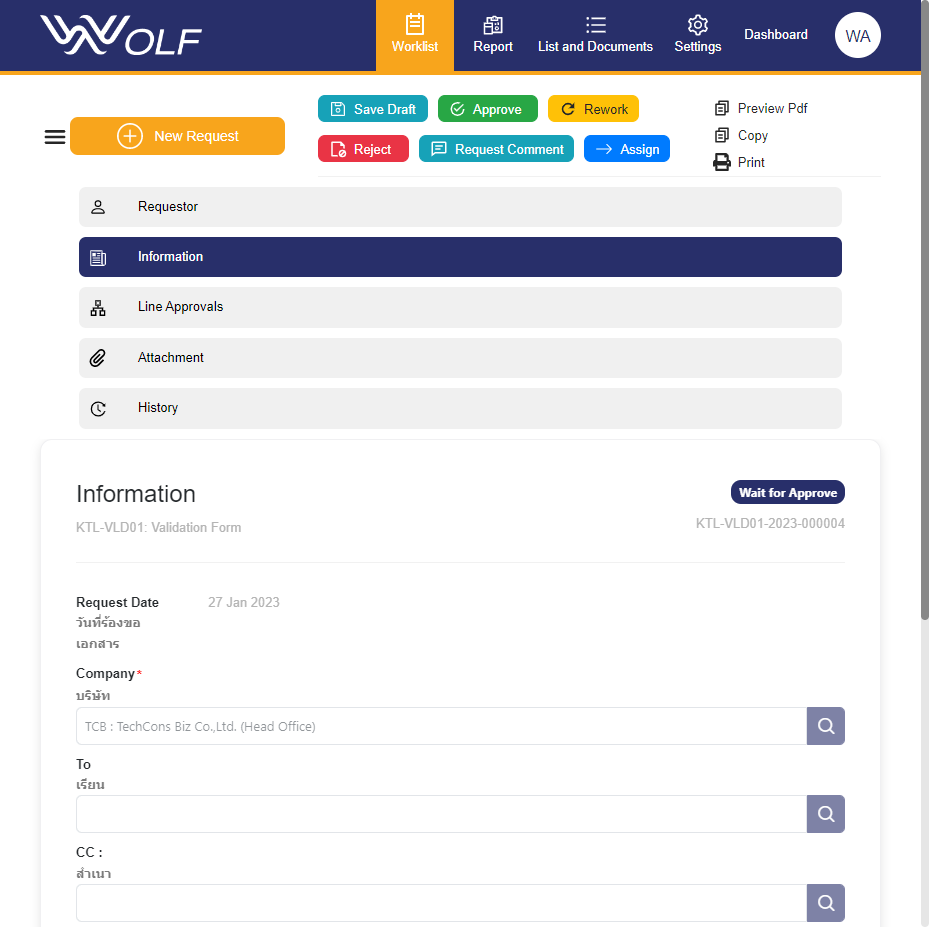 WOLF
Worklist
Report
List and Documents
Settings
Dashboard
WA
New Request
Save Draft
Approve
Rework
Reject
Request Comment
Assign
Preview Pdf
Copy
Print
Requestor
Information
Line Approvals
Attachment
History
Information
Wait for Approve
KTL-VLD01: Validation Form
KTL-VLD01-2023-000004
Request Date
27 Jan 2023
วันที่ร้องขอ
เอกสาร
Company*
บริษัท
TCB : TechCons Biz Co.,Ltd. (Head Office)
To
เรียน
CC :
สำเนา